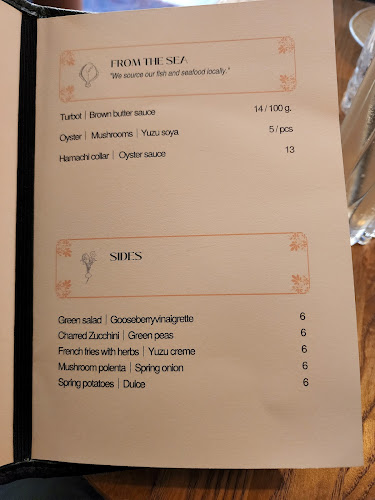 FROM THE SEA
"We source our fish and seafood locally."
Turbot | Brown butter sauce 14 / 100 g.
Oyster | Mushrooms | Yuzu soya 5 / pcs
Hamachi collar | Oyster sauce 13
SIDES
Green salad | Gooseberryvinaigrette 6
Charred Zucchini | Green peas 6
French fries with herbs | Yuzu creme 6
Mushroom polenta | Spring onion 6
Spring potatoes | Dulce 6